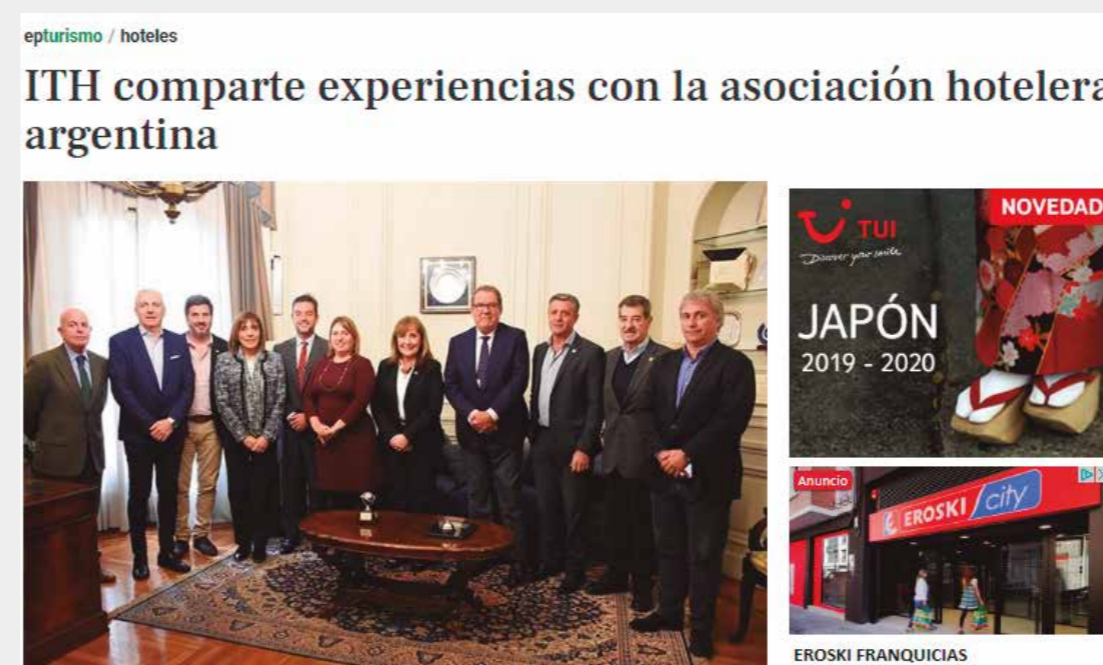 epturismo / hoteles
ITH comparte experiencias con la asociación hotelera
argentina
NOVEDAD
TUI
Discover your smile
JAPÓN
2019 - 2020
Anuncio
EROSKI / city
EROSKI FRANQUICIAS